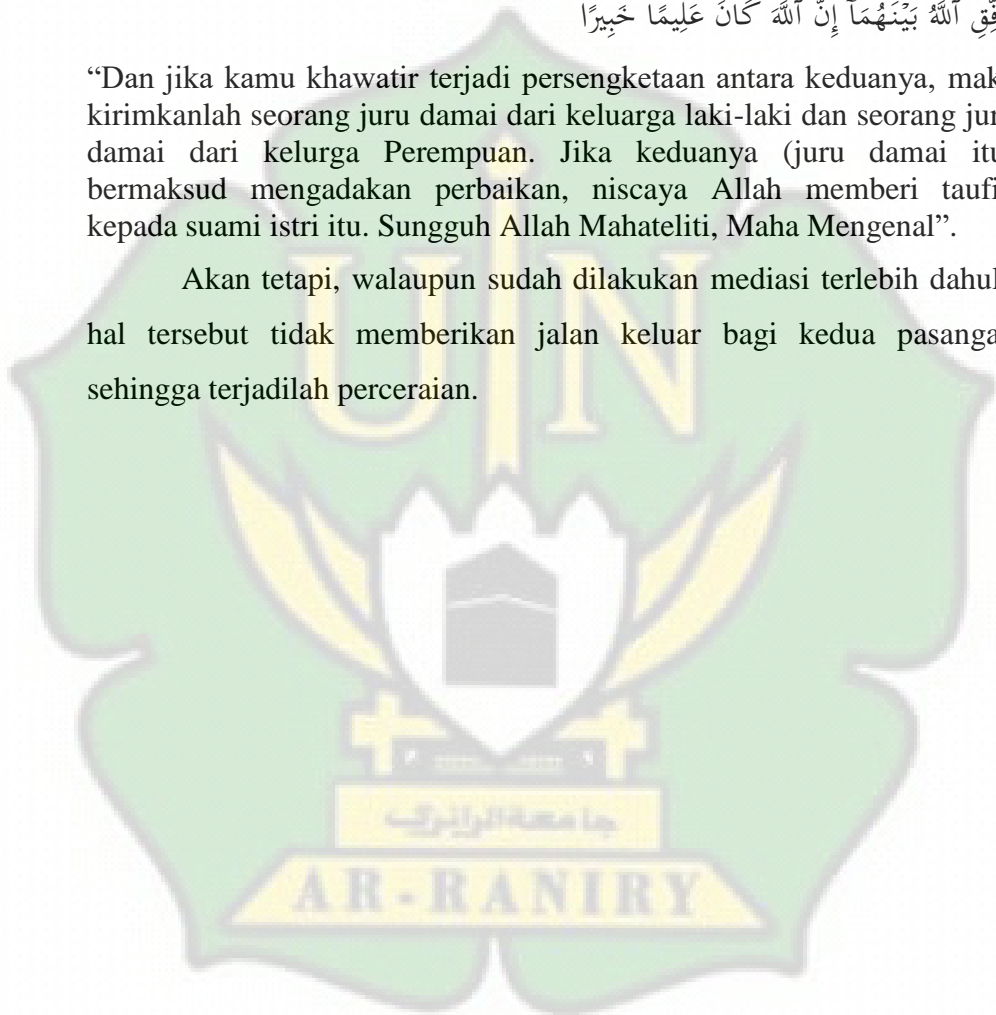 ٱللَّهُ بَيْنَهُمَآ إِنَّ ٱللَّهَ كَانَ عَلِيمًا خَبِيرًا
“Dan jika kamu khawatir terjadi persengketaan antara keduanya, mak
kirimkanlah seorang juru damai dari keluarga laki-laki dan seorang jur
damai dari kelurga Perempuan. Jika keduanya (juru damai itu
bermaksud mengadakan perbaikan, niscaya Allah memberi taufi
kepada suami istri itu. Sungguh Allah Mahateliti, Maha Mengenal”.
Akan tetapi, walaupun sudah dilakukan mediasi terlebih dahul
hal tersebut tidak memberikan jalan keluar bagi kedua pasanga
sehingga terjadilah perceraian.
UIN
جامعة الرانري
AR-RANIRY